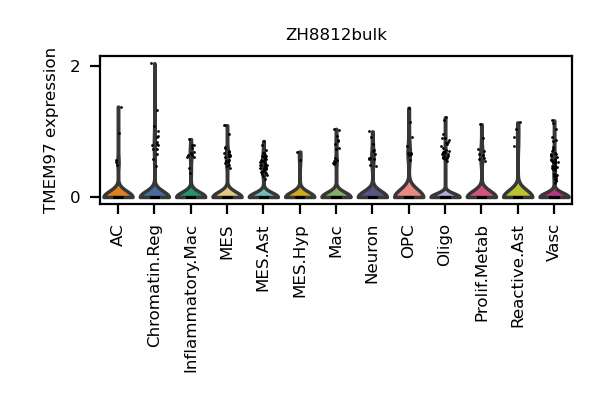 ZH8812bulk
TMEM97 expression
2
0
AC
Chromatin.Reg
Inflammatory.Mac
MES
MES.Ast
MES.Hyp
Mac
Neuron
OPC
Oligo
Prolif.Metab
Reactive.Ast
Vasc